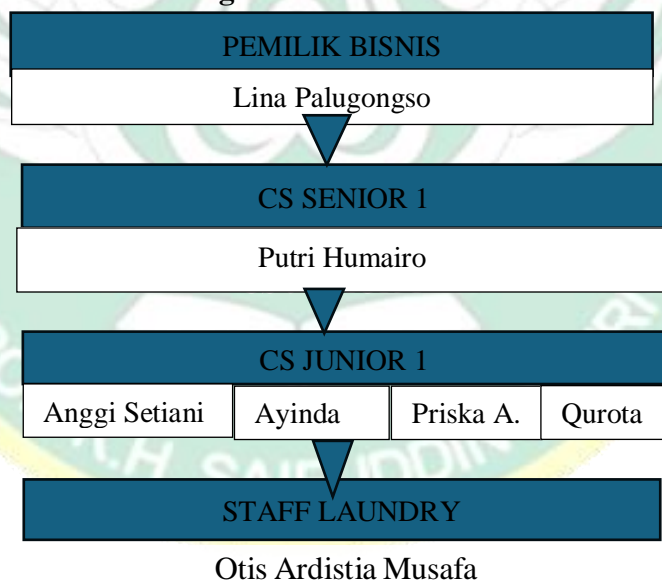 PEMILIK BISNIS
Lina Palugongso
CS SENIOR 1
Putri Humairo
CS JUNIOR 1
Anggi Setiani Ayinda Priska A. Qurota
STAFF LAUNDRY
Otis Ardistia Musafa